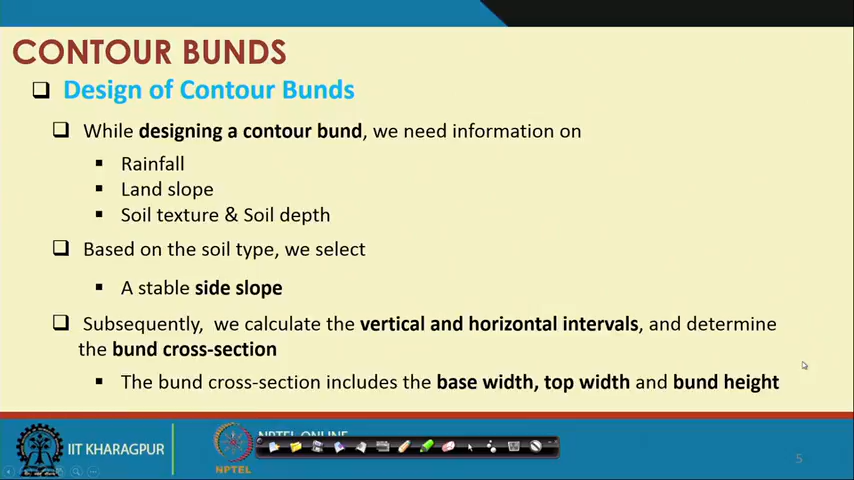 CONTOUR BUNDS
Design of Contour Bunds
While designing a contour bund, we need information on
Rainfall
Land slope
Soil texture & Soil depth
Based on the soil type, we select
A stable side slope
Subsequently, we calculate the vertical and horizontal intervals, and determine
the bund cross-section
The bund cross-section includes the base width, top width and bund height
IIT KHARAGPUR
NPTEL ONLINE
NPTEL
5